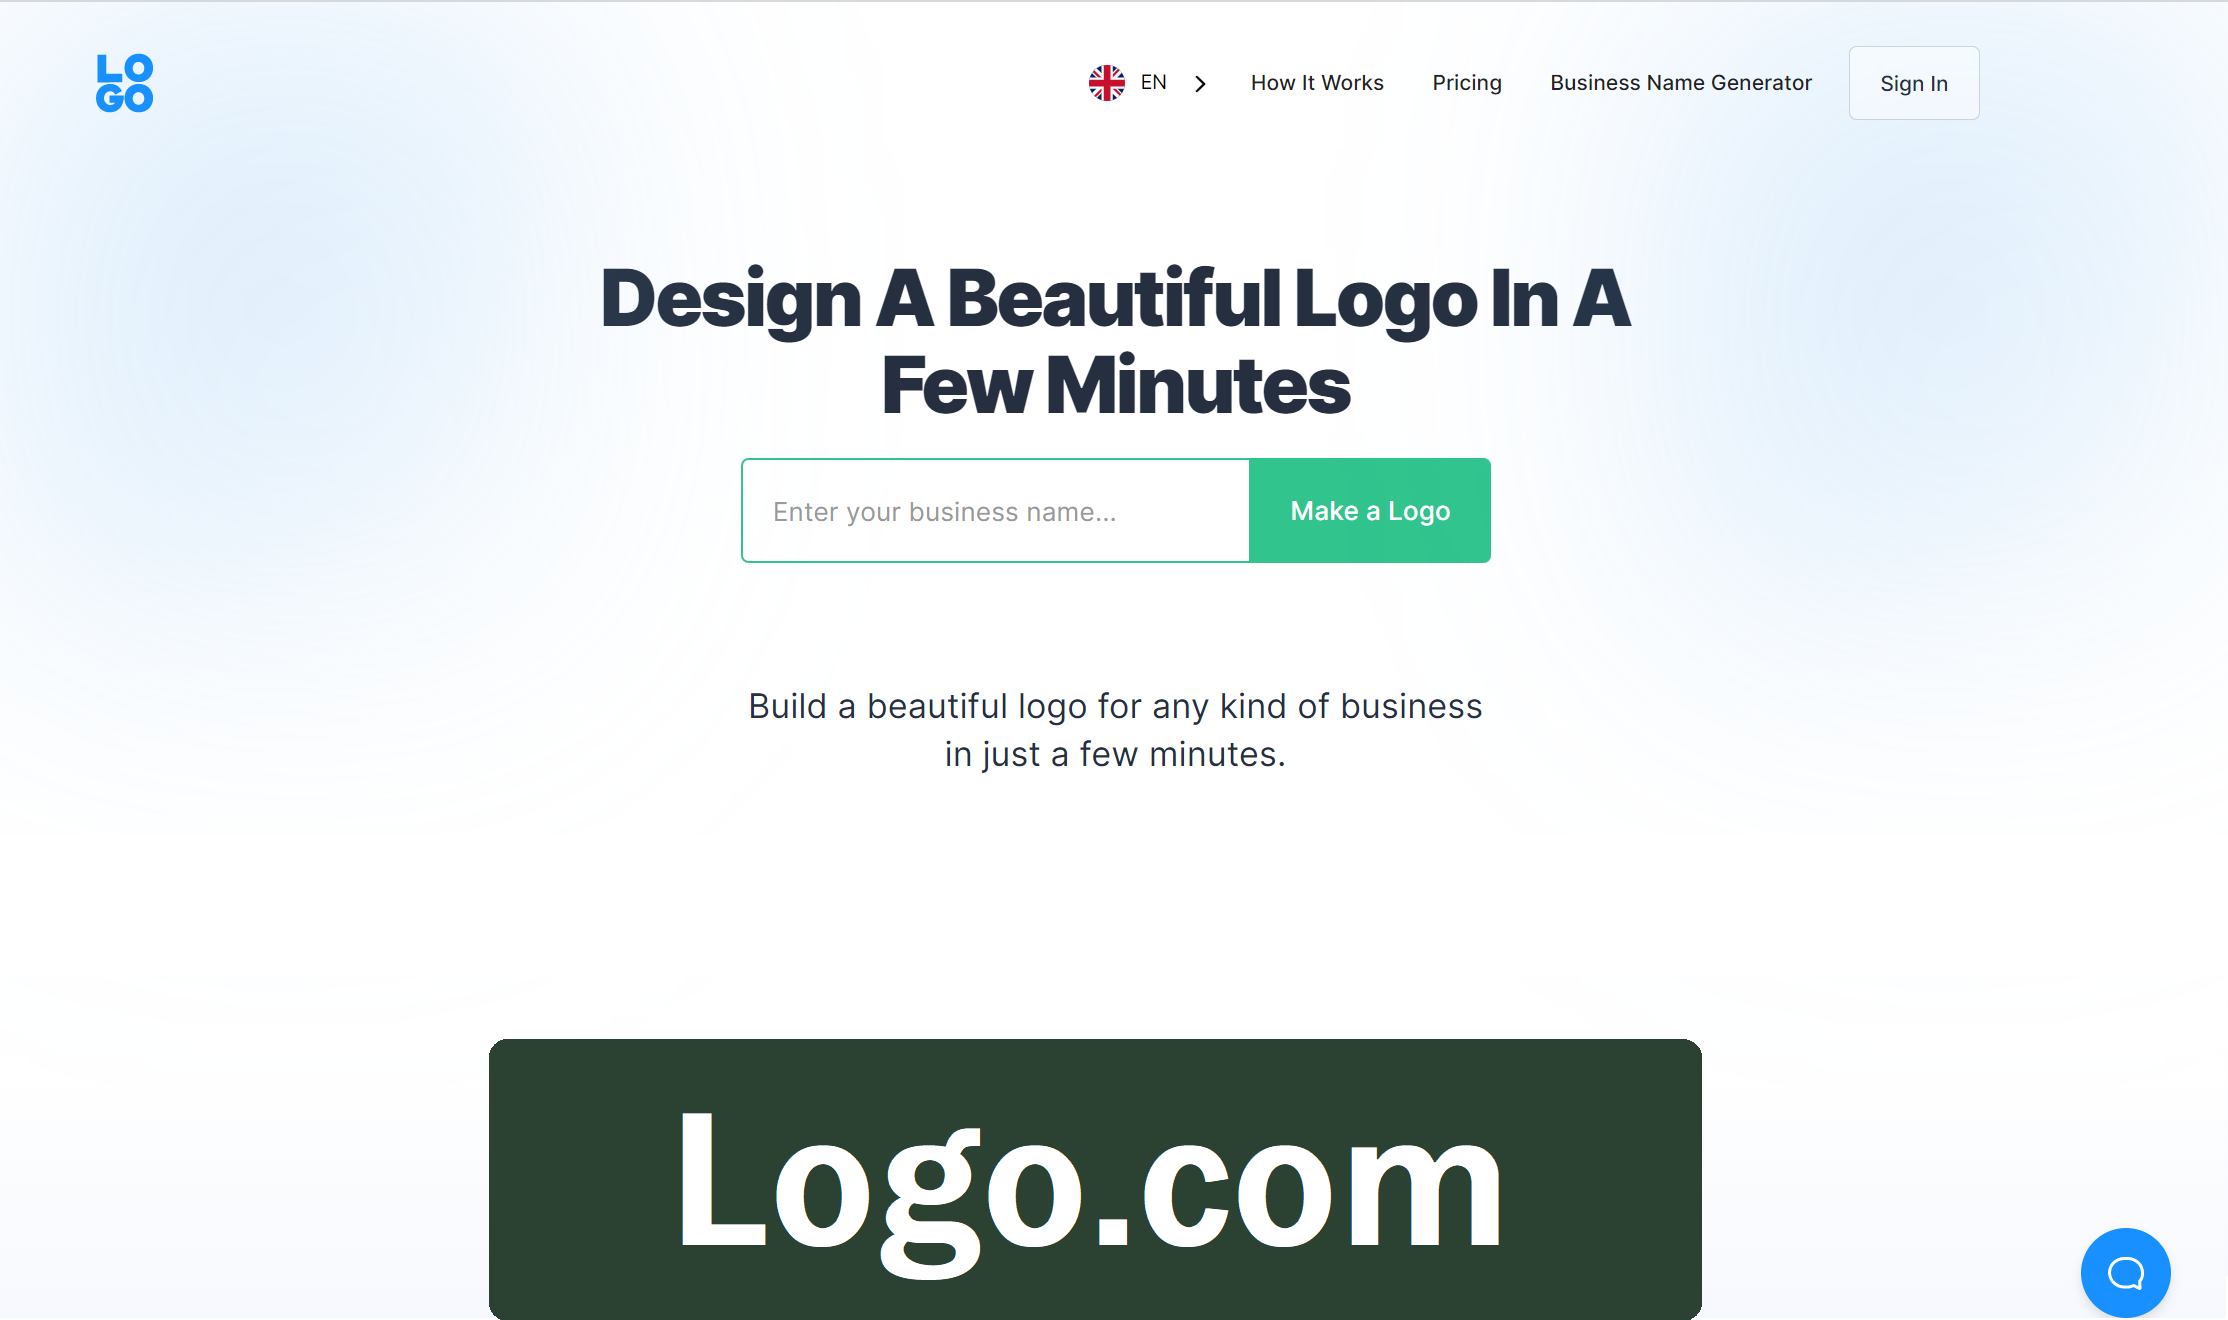 LO
GO
EN
How It Works
Pricing
Business Name Generator
Sign In
Design A Beautiful Logo In A
Few Minutes
Enter your business name...
Make a Logo
Build a beautiful logo for any kind of business
in just a few minutes.
Logo.com